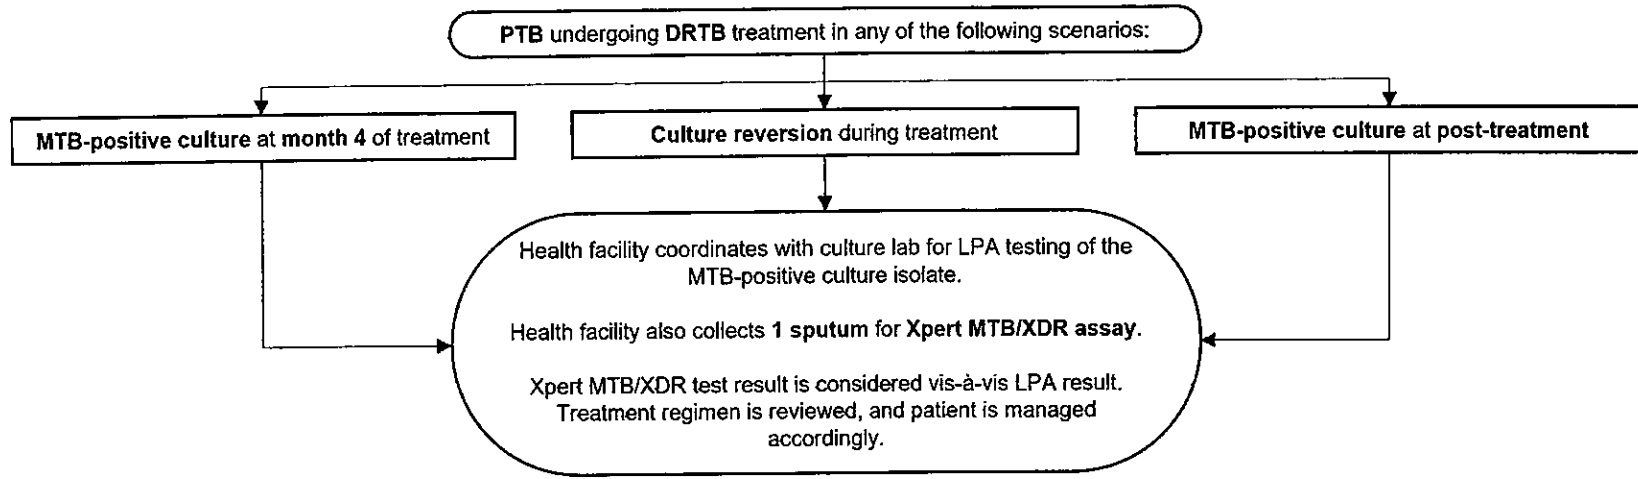 PTB undergoing DRTB treatment in any of the following scenarios:
MTB-positive culture at month 4 of treatment
Culture reversion during treatment
MTB-positive culture at post-treatment
Health facility coordinates with culture lab for LPA testing of the
MTB-positive culture isolate.
Health facility also collects 1 sputum for Xpert MTB/XDR assay.
Xpert MTB/XDR test result is considered vis-à-vis LPA result.
Treatment regimen is reviewed, and patient is managed
accordingly.